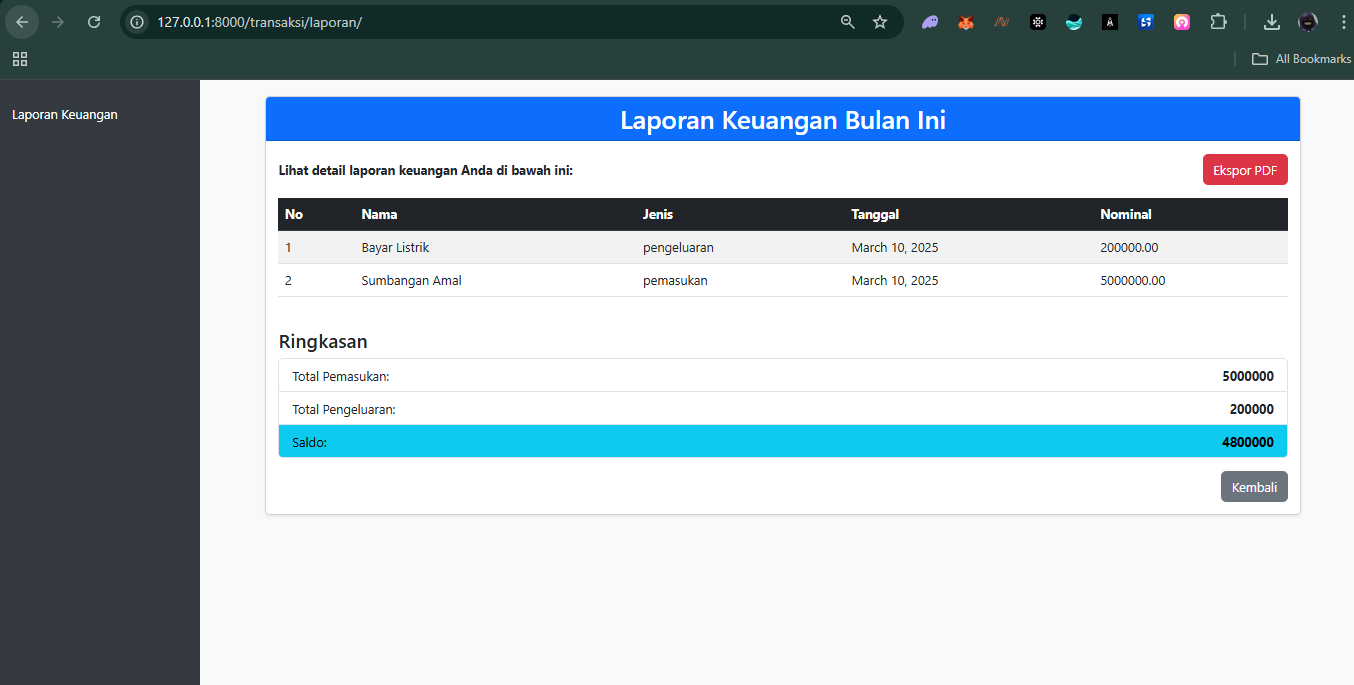 127.0.0.1:8000/transaksi/laporan/
All Bookmarks
Laporan Keuangan
Laporan Keuangan Bulan Ini
Lihat detail laporan keuangan Anda di bawah ini:
Ekspor PDF
No Nama Jenis Tanggal Nominal
1 Bayar Listrik pengeluaran March 10, 2025 200000.00
2 Sumbangan Amal pemasukan March 10, 2025 5000000.00
Ringkasan
Total Pemasukan: 5000000
Total Pengeluaran: 200000
Saldo: 4800000
Kembali